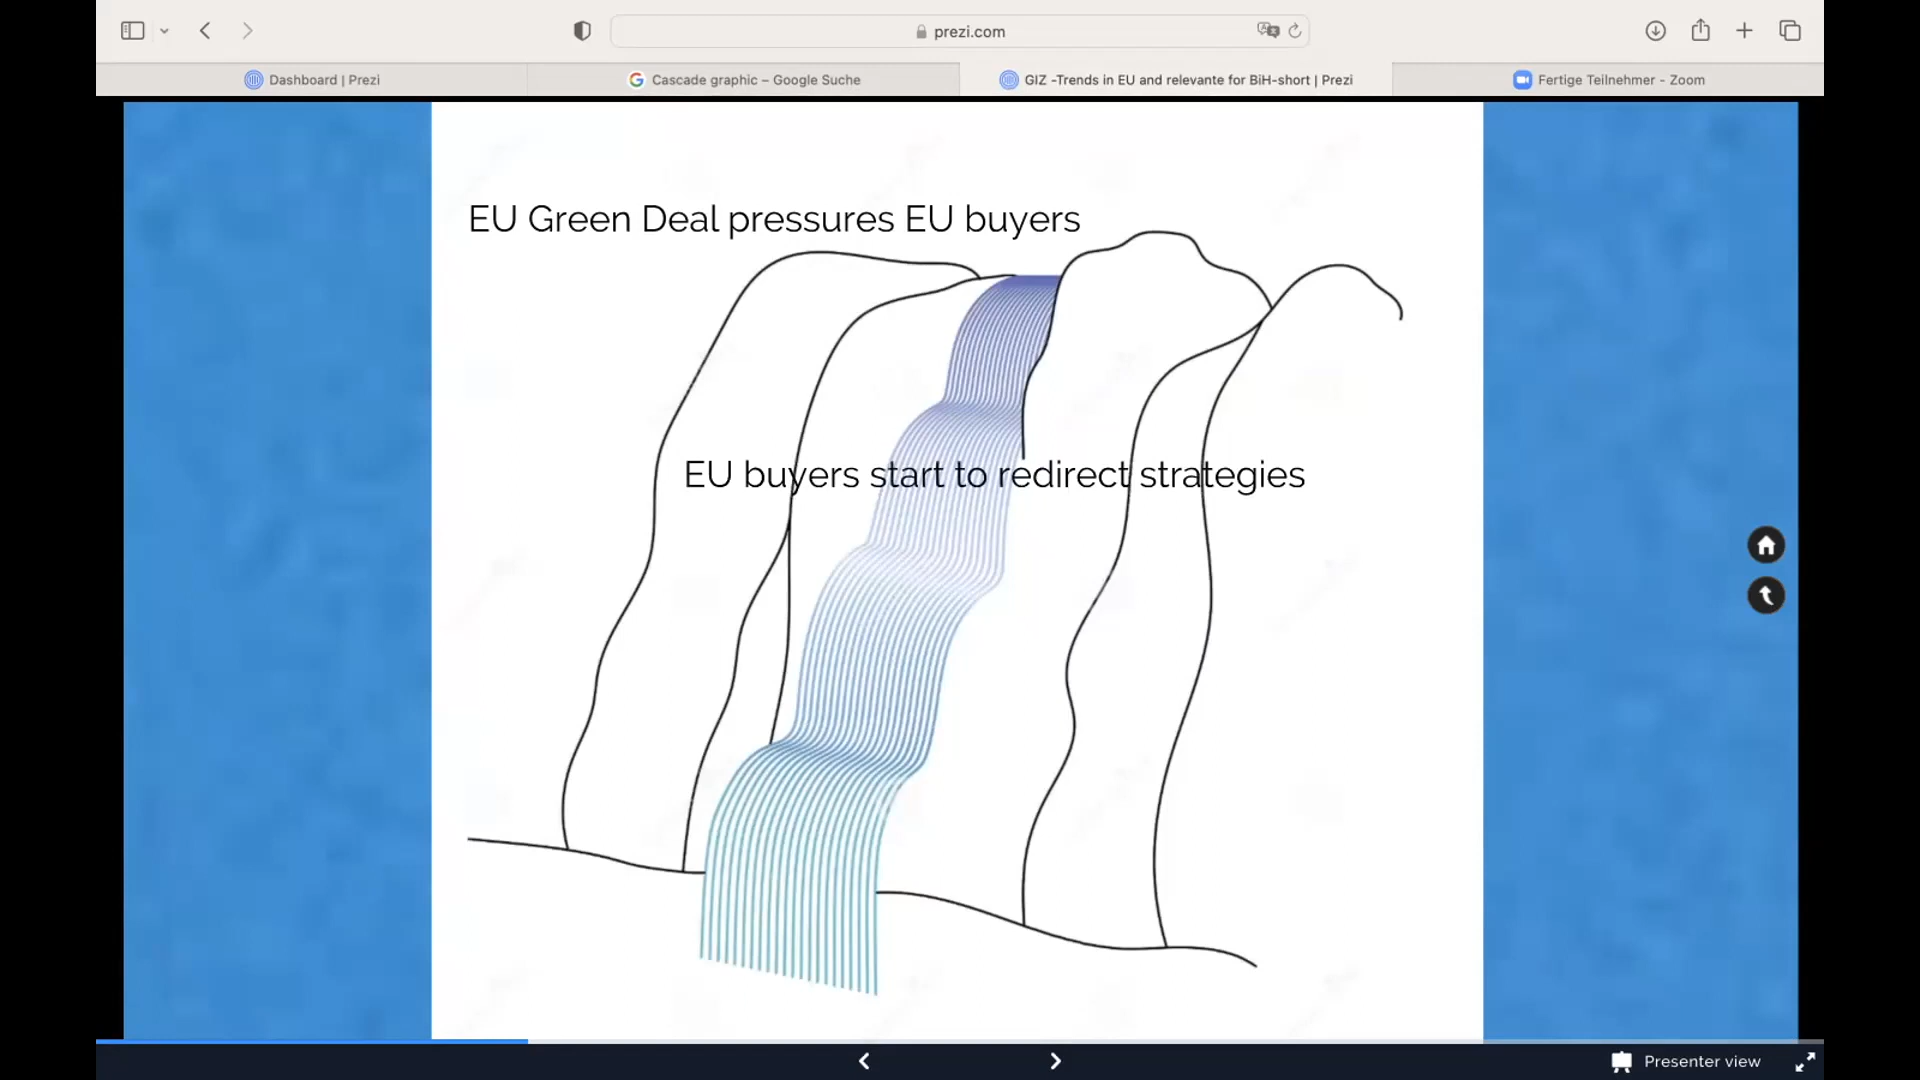 prezi.com
Dashboard | Prezi
Cascade graphic – Google Suche
GIZ -Trends in EU and relevante for BiH-short | Prezi
Fertige Teilnehmer - Zoom
EU Green Deal pressures EU buyers
EU buyers start to redirect strategies
Presenter view